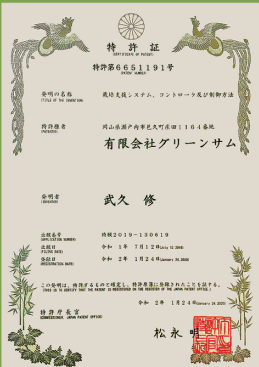 特許証
(CERTIFICATE OF PATENT)
特許第6651191号
(PATENT NUMBER)
発明の名称
(TITLE OF THE INVENTION)
栽培支援システム、コントローラ及び制御方法
特許権者
(PATENTEE)
岡山県瀬戸内市邑久町庄田1164番地
有限会社グリーンサム
発明者
(INVENTOR)
武久 修
出願番号
(APPLICATION NUMBER)
特願2019-130619
出願日
(FILING DATE)
令和 1年 7月12日(July 12, 2019)
登録日
(REGISTRATION DATE)
令和 2年 1月24日(January 24, 2020)
この発明は、特許するものと確定し、特許原簿に登録されたことを証する。
(THIS IS TO CERTIFY THAT THE PATENT IS REGISTERED ON THE REGISTER OF THE JAPAN PATENT OFFICE.)
令和 2年 1月24日(January 24, 2020)
特許庁長官
(COMMISSIONER, JAPAN PATENT OFFICE)
松永 明